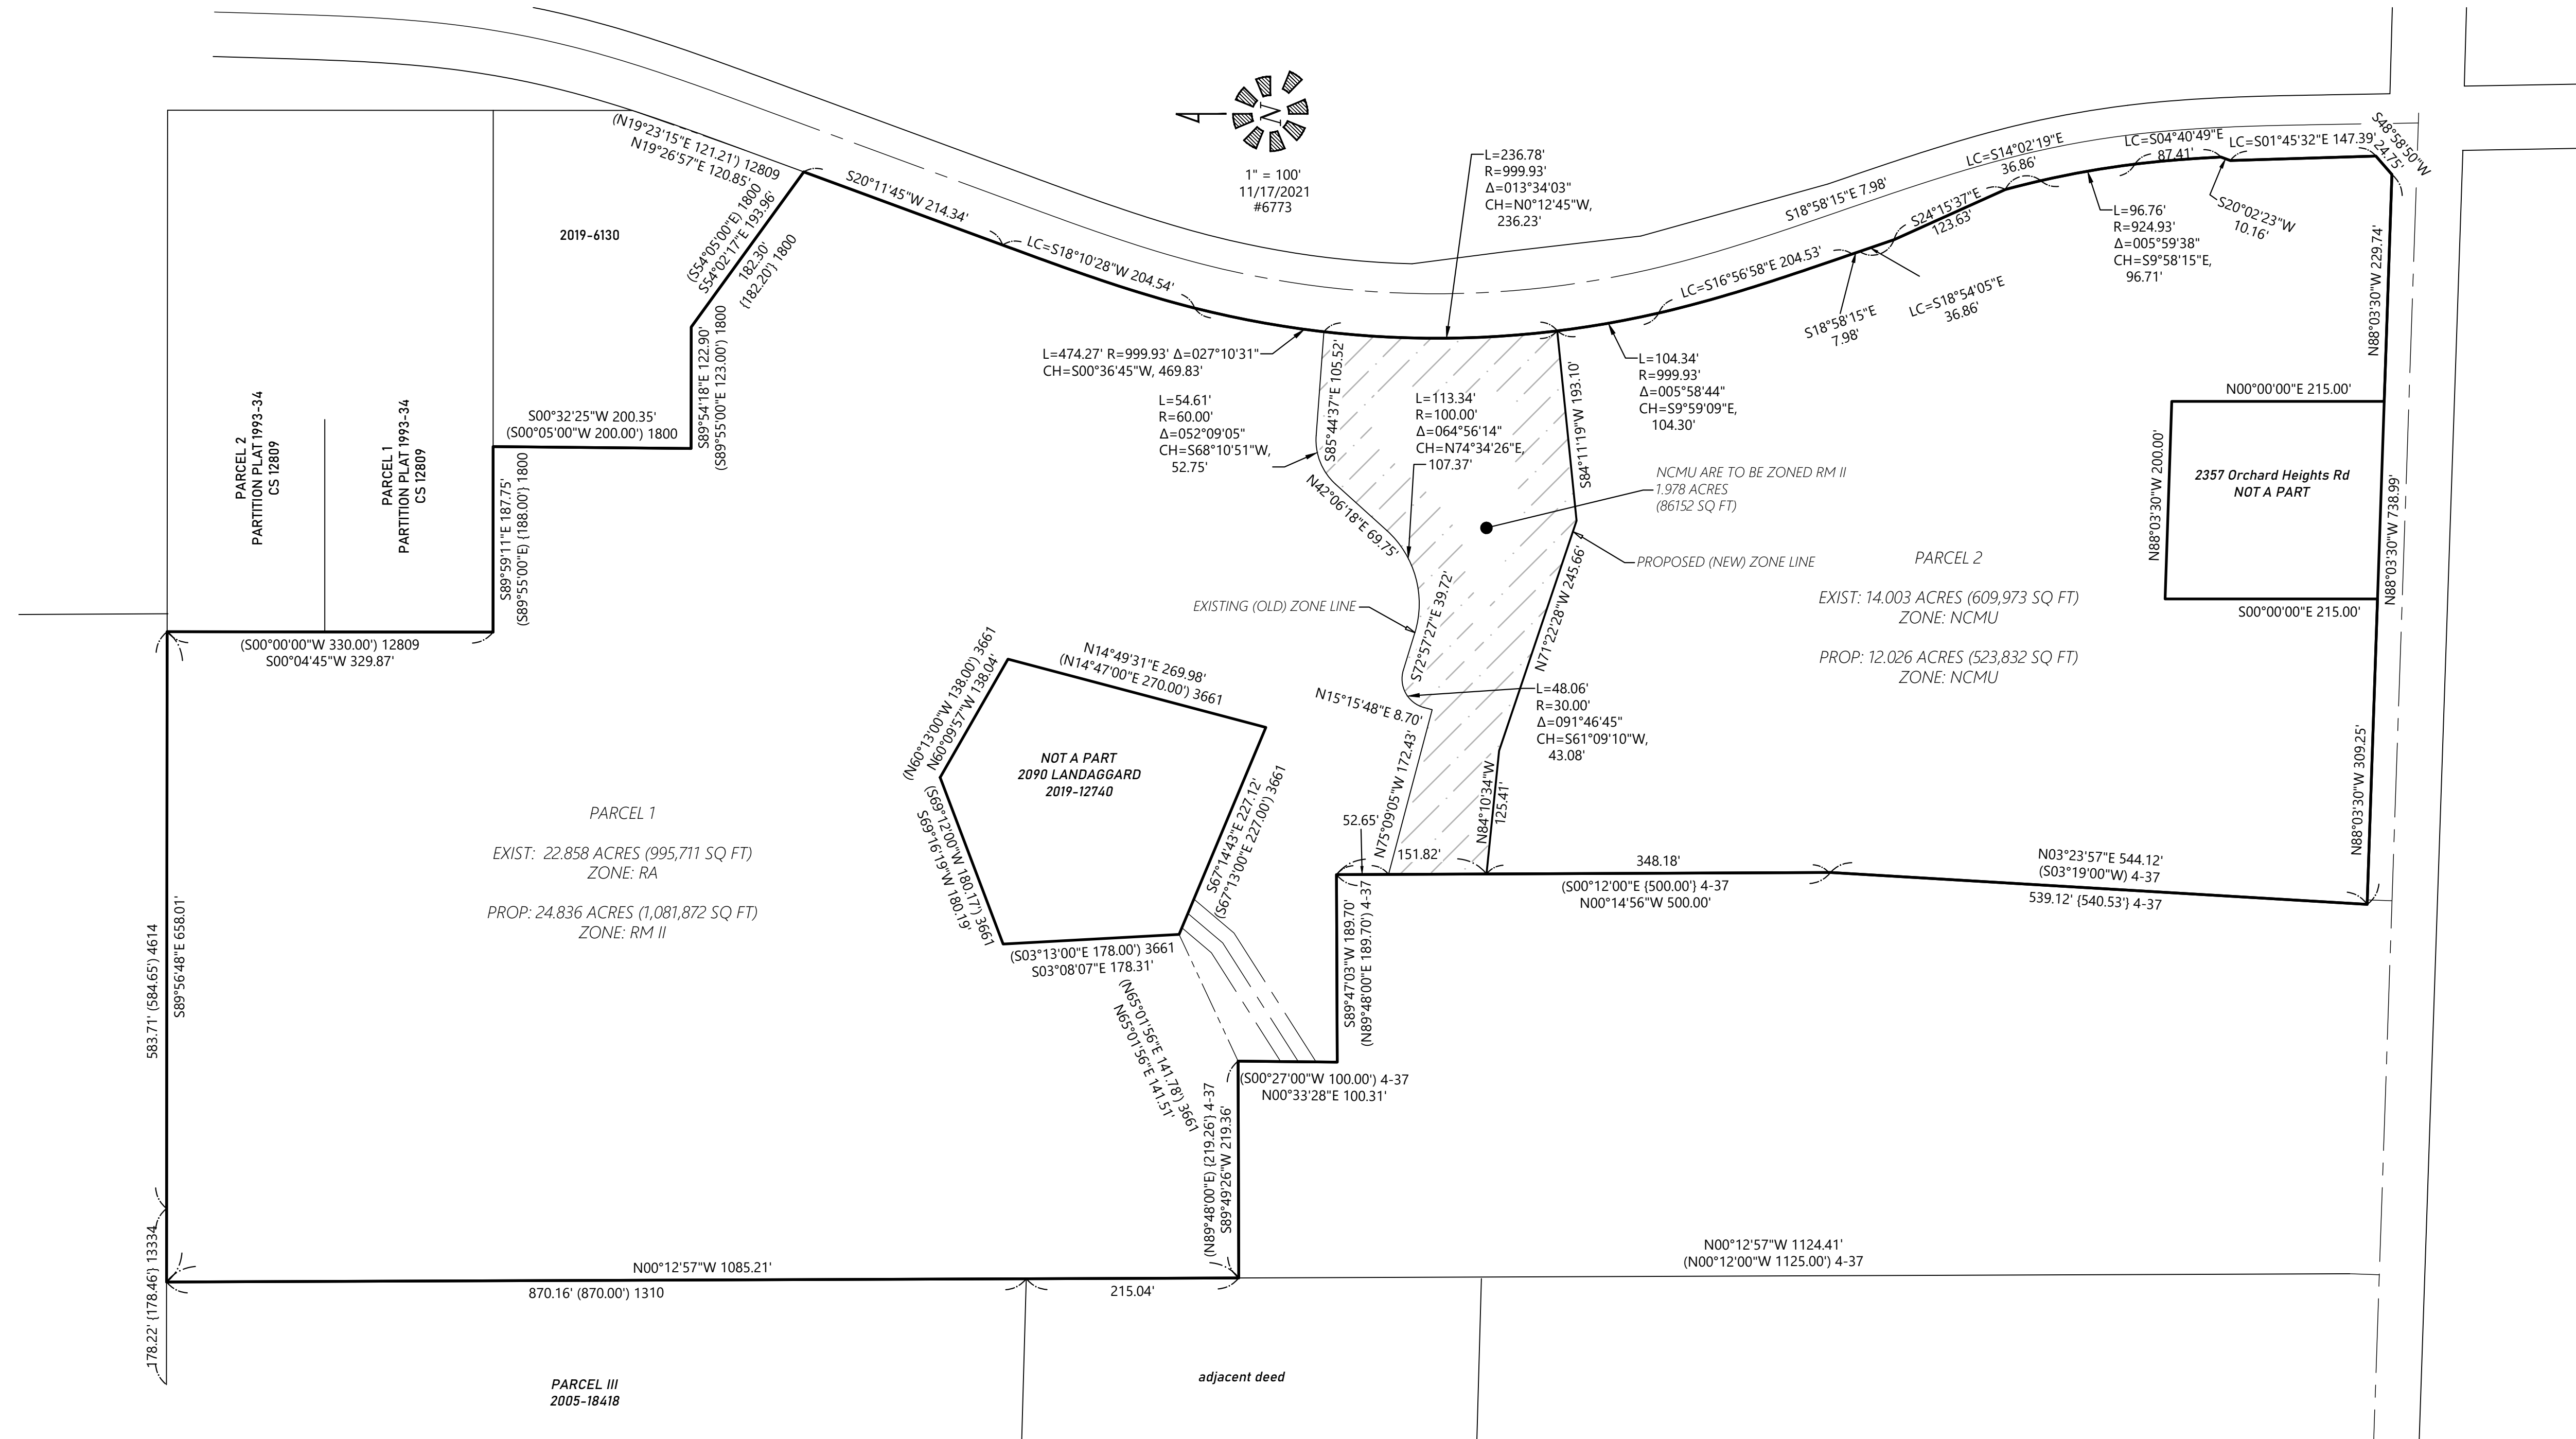 (N19°23'15"E 121.21') 12809
N19°26'57"E 120.85'
(S54°05'00"E) 1800
S54°02'17"E 193.96'
182.30'
{182.20'} 1800
2019-6130
S20°11'45"W 214.34'
LC=S18°10'28"W 204.54'
N
1" = 100'
11/17/2021
#6773
L=236.78'
R=999.93'
Δ=013°34'03"
CH=N0°12'45"W,
236.23'
LC=S16°56'58"E 204.53'
S18°58'15"E 7.98'
S24°15'37"E
123.63'
LC=S14°02'19"E
36.86'
LC=S04°40'49"E
87.41'
LC=S01°45'32"E 147.39'
S48°58'50"W
24.75'
S20°02'23"W
10.16'
L=96.76'
R=924.93'
Δ=005°59'38"
CH=S9°58'15"E,
96.71'
LC=S18°54'05"E
36.86'
S18°58'15"E
7.98'
N88°03'30"W 229.74'
S89°54'18"E 122.90'
(S89°55'00"E 123.00') 1800
S00°32'25"W 200.35'
(S00°05'00"W 200.00') 1800
PARCEL 2
PARTITION PLAT 1993-34
CS 12809
PARCEL 1
PARTITION PLAT 1993-34
CS 12809
S89°59'11"E 187.75'
(S89°55'00"E) {188.00'} 1800
L=474.27' R=999.93' Δ=027°10'31"
CH=S00°36'45"W, 469.83'
L=54.61'
R=60.00'
Δ=052°09'05"
CH=S68°10'51"W,
52.75'
S85°44'37"E 105.52'
L=113.34'
R=100.00'
Δ=064°56'14"
CH=N74°34'26"E,
107.37'
S84°11'19"W 193.10'
L=104.34'
R=999.93'
Δ=005°58'44"
CH=S9°59'09"E,
104.30'
NCMU ARE TO BE ZONED RM II
1.978 ACRES
(86152 SQ FT)
N42°06'18"E 69.75'
PROPOSED (NEW) ZONE LINE
EXISTING (OLD) ZONE LINE
S72°57'27"E 39.72'
N71°22'28"W 245.66'
N00°00'00"E 215.00'
N88°03'30"W 200.00'
2357 Orchard Heights Rd
NOT A PART
S00°00'00"E 215.00'
N88°03'30"W 738.99'
PARCEL 2
EXIST: 14.003 ACRES (609,973 SQ FT)
ZONE: NCMU
PROP: 12.026 ACRES (523,832 SQ FT)
ZONE: NCMU
(S00°00'00"W 330.00') 12809
S00°04'45"W 329.87'
(N60°13'00"W 138.00') 3661
N60°09'57"W 138.04'
N14°49'31"E 269.98'
(N14°47'00"E 270.00') 3661
NOT A PART
2090 LANDAGGARD
2019-12740
N15°15'48"E 8.70'
L=48.06'
R=30.00'
Δ=091°46'45"
CH=S61°09'10"W,
43.08'
N75°09'05"W 172.43'
N84°10'34"W
125.41'
(S69°12'00"W 180.17') 3661
S69°16'19"W 180.19'
S67°14'43"E 227.12'
(S67°13'00"E 227.00') 3661
(S03°13'00"E 178.00') 3661
S03°08'07"E 178.31'
PARCEL 1
EXIST: 22.858 ACRES (995,711 SQ FT)
ZONE: RA
PROP: 24.836 ACRES (1,081,872 SQ FT)
ZONE: RM II
52.65'
151.82'
348.18'
(S00°12'00"E {500.00'} 4-37
N00°14'56"W 500.00'
N03°23'57"E 544.12'
(S03°19'00"W) 4-37
539.12' {540.53'} 4-37
N88°03'30"W 309.25'
583.71' (584.65') 4614
S89°56'48"E 658.01'
S89°47'03"W 189.70'
(N89°48'00"E 189.70') 4-37
(N65°01'56"E 141.78') 3661
N65°01'56"E 141.51'
(S00°27'00"W 100.00') 4-37
N00°33'28"E 100.31'
(N89°48'00"E) {219.26'} 4-37
S89°49'26"W 219.36'
178.22' {178.46'} 13334
N00°12'57"W 1085.21'
870.16' (870.00') 1310
215.04'
N00°12'57"W 1124.41'
(N00°12'00"W 1125.00') 4-37
PARCEL III
2005-18418
adjacent deed